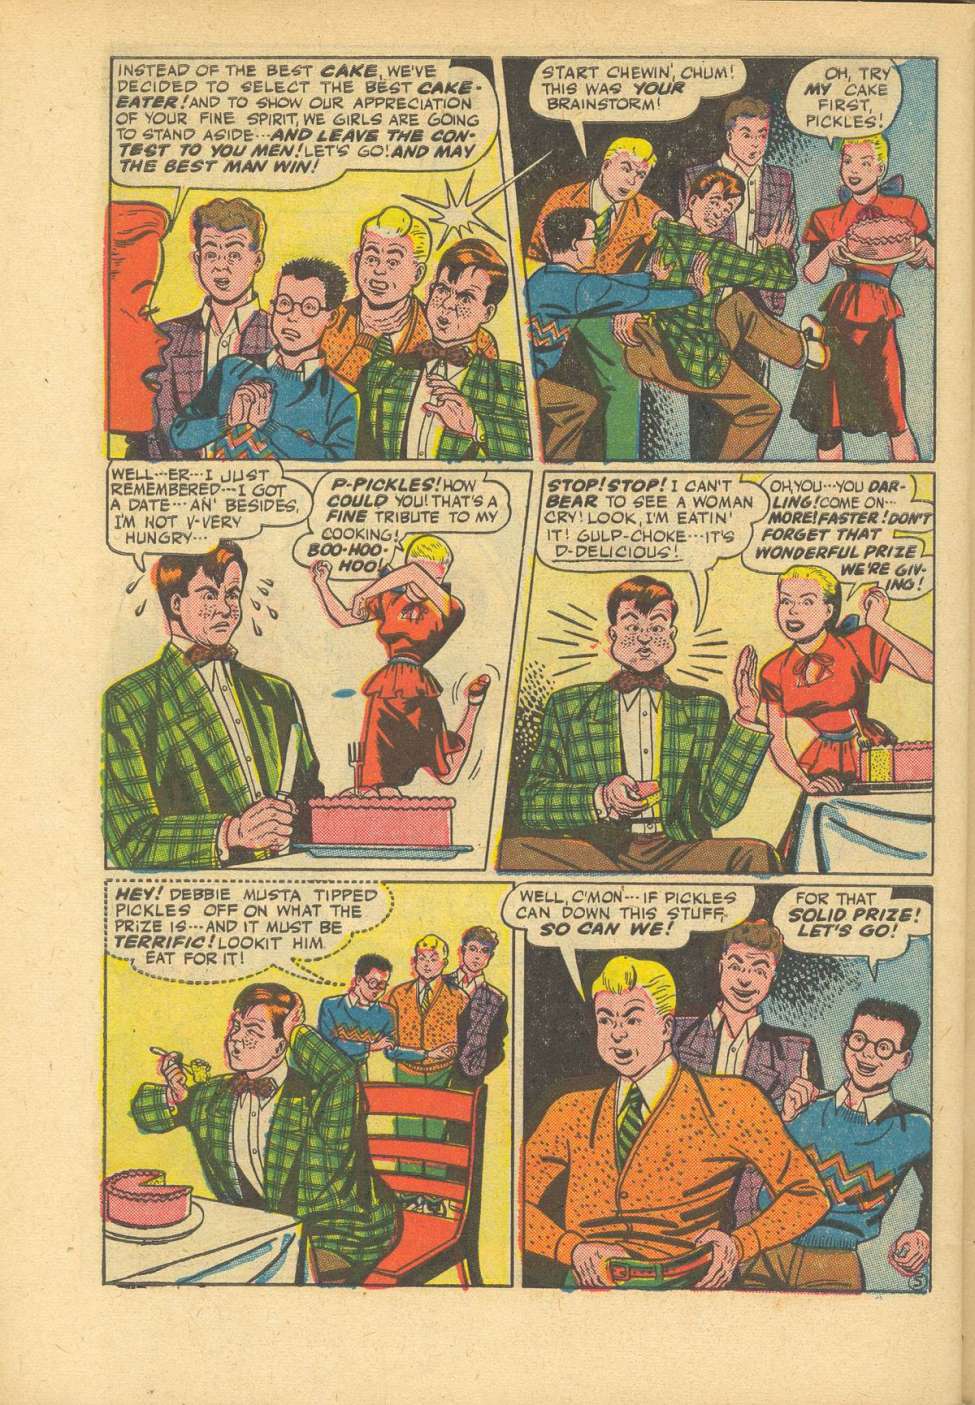 INSTEAD OF THE BEST CAKE, WE'VE
DECIDED TO SELECT THE BEST CAKE-
EATER! AND TO SHOW OUR APPRECIATION
OF YOUR FINE SPIRIT, WE GIRLS ARE GOING
TO STAND ASIDE---AND LEAVE THE CON-
TEST TO YOU MEN! LET'S GO! AND MAY
THE BEST MAN WIN!
START CHEWIN', CHUM!
THIS WAS YOUR
BRAINSTORM!
OH, TRY
MY CAKE
FIRST,
PICKLES!
WELL---ER---I JUST
REMEMBERED---I GOT
A DATE---AN' BESIDES,
I'M NOT V-VERY
HUNGRY---
P-PICKLES! HOW
COULD YOU! THAT'S A
FINE TRIBUTE TO MY
COOKING!
BOO-HOO-
HOO!
STOP! STOP! I CAN'T
BEAR TO SEE A WOMAN
CRY! LOOK, I'M EATIN'
IT! GULP-CHOKE---IT'S
D-DELICIOUS!
OH, YOU---YOU DAR-
LING! COME ON---
MORE! FASTER! DON'T
FORGET THAT
WONDERFUL PRIZE
WE'RE GIV-
ING!
HEY! DEBBIE MUSTA TIPPED
PICKLES OFF ON WHAT THE
PRIZE IS---AND IT MUST BE
TERRIFIC! LOOKIT HIM
EAT FOR IT!
WELL, C'MON---IF PICKLES
CAN DOWN THIS STUFF,
SO CAN WE!
FOR THAT
SOLID PRIZE!
LET'S GO!
5